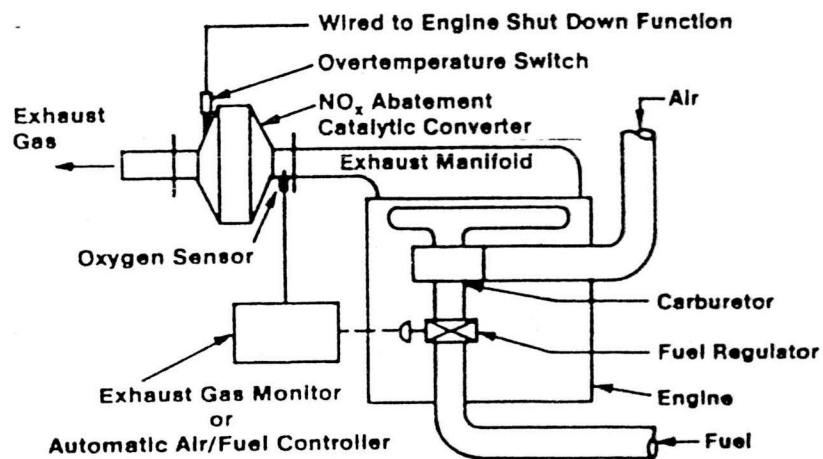 Wired to Engine Shut Down Function
Overtemperature Switch
NOx Abatement
Catalytic Converter
Air
Exhaust
Gas
Exhaust Manifold
Oxygen Sensor
Carburetor
Fuel Regulator
Exhaust Gas Monitor
or
Automatic Air/Fuel Controller
Engine
Fuel